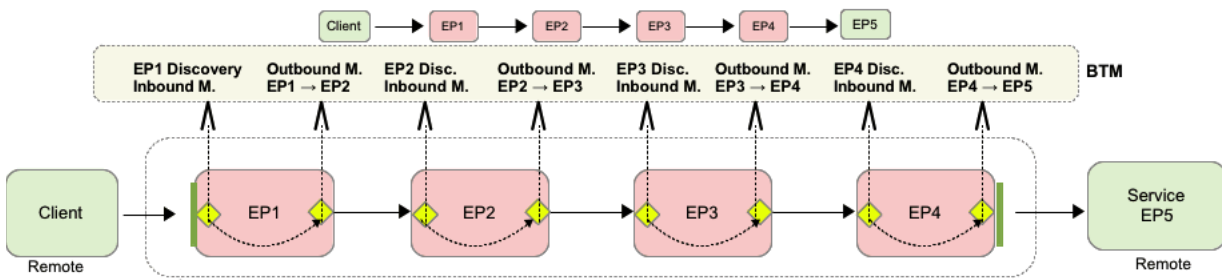 Client
EP1
EP2
EP3
EP4
EP5
EP1 Discovery
Inbound M.
Outbound M.
EP1 → EP2
EP2 Disc.
Inbound M.
Outbound M.
EP2 → EP3
EP3 Disc.
Inbound M.
Outbound M.
EP3 → EP4
EP4 Disc.
Inbound M.
Outbound M.
EP4 → EP5
BTM
Client
EP1
EP2
EP3
EP4
Service
EP5
Remote
Remote